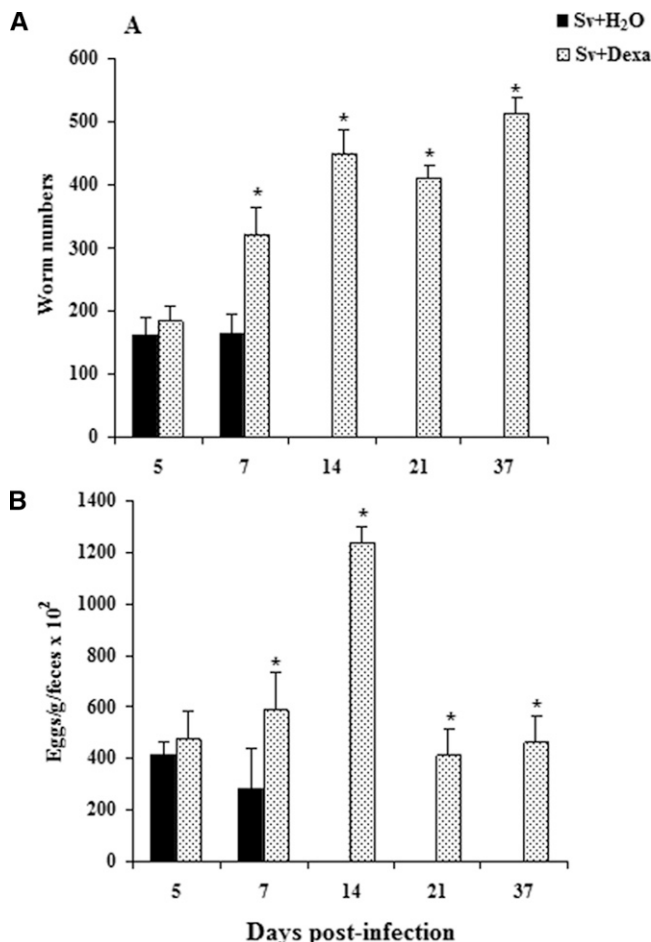 A
A
Sv+H₂O
Sv+Dexa
Worm numbers
600
500
400
300
200
100
0
*
*
*
*
5 7 14 21 37
B
Eggs/g/feces x 10²
1400
1200
1000
800
600
400
200
0
*
*
*
*
5 7 14 21 37
Days post-infection